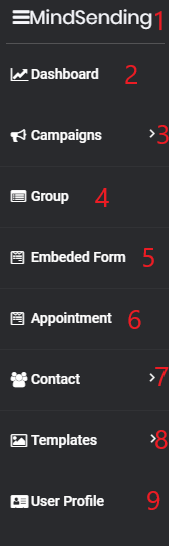 MindSending 1
Dashboard 2
Campaigns 3
Group 4
Embeded Form 5
Appointment 6
Contact 7
Templates 8
User Profile 9